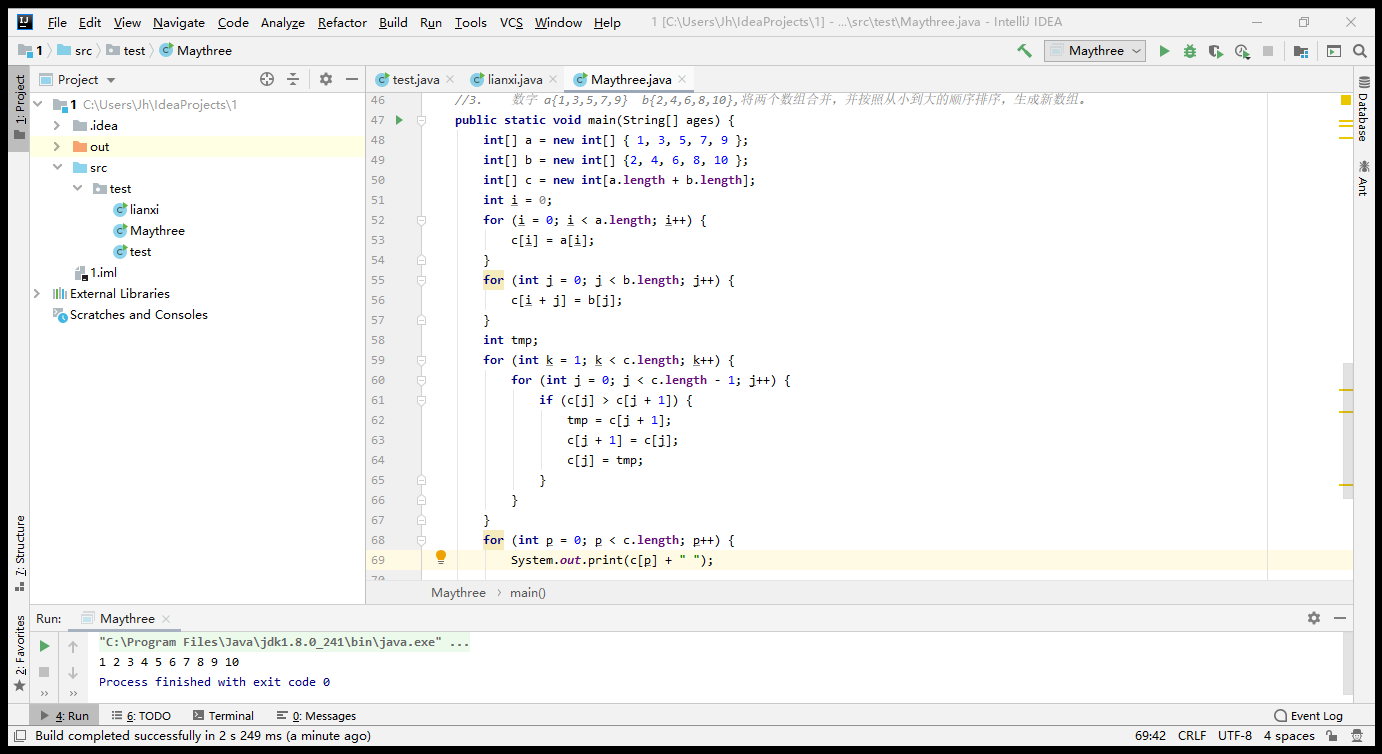 File Edit View Navigate Code Analyze Refactor Build Run Tools VCS Window Help 1 [C:\Users\Jh\IdeaProjects\1] - ...\src\test\Maythree.java - IntelliJ IDEA
1 src test Maythree Maythree
Project test.java lianxi.java Maythree.java
1: Project
1 C:\Users\Jh\IdeaProjects\1
.idea
out
src
test
lianxi
Maythree
test
1.iml
External Libraries
Scratches and Consoles
7: Structure
2: Favorites
46 //3. 数字 a{1,3,5,7,9} b{2,4,6,8,10},将两个数组合并，并按照从小到大的顺序排序，生成新数组。
47 public static void main(String[] ages) {
48 int[] a = new int[] { 1, 3, 5, 7, 9 };
49 int[] b = new int[] {2, 4, 6, 8, 10 };
50 int[] c = new int[a.length + b.length];
51 int i = 0;
52 for (i = 0; i < a.length; i++) {
53 c[i] = a[i];
54 }
55 for (int j = 0; j < b.length; j++) {
56 c[i + j] = b[j];
57 }
58 int tmp;
59 for (int k = 1; k < c.length; k++) {
60 for (int j = 0; j < c.length - 1; j++) {
61 if (c[j] > c[j + 1]) {
62 tmp = c[j + 1];
63 c[j + 1] = c[j];
64 c[j] = tmp;
65 }
66 }
67 }
68 for (int p = 0; p < c.length; p++) {
69 System.out.print(c[p] + " ");
70
Maythree main()
Database
Ant
Run: Maythree
"C:\Program Files\Java\jdk1.8.0_241\bin\java.exe" ...
1 2 3 4 5 6 7 8 9 10
Process finished with exit code 0
4: Run 6: TODO Terminal 0: Messages Event Log
Build completed successfully in 2 s 249 ms (a minute ago) 69:42 CRLF UTF-8 4 spaces